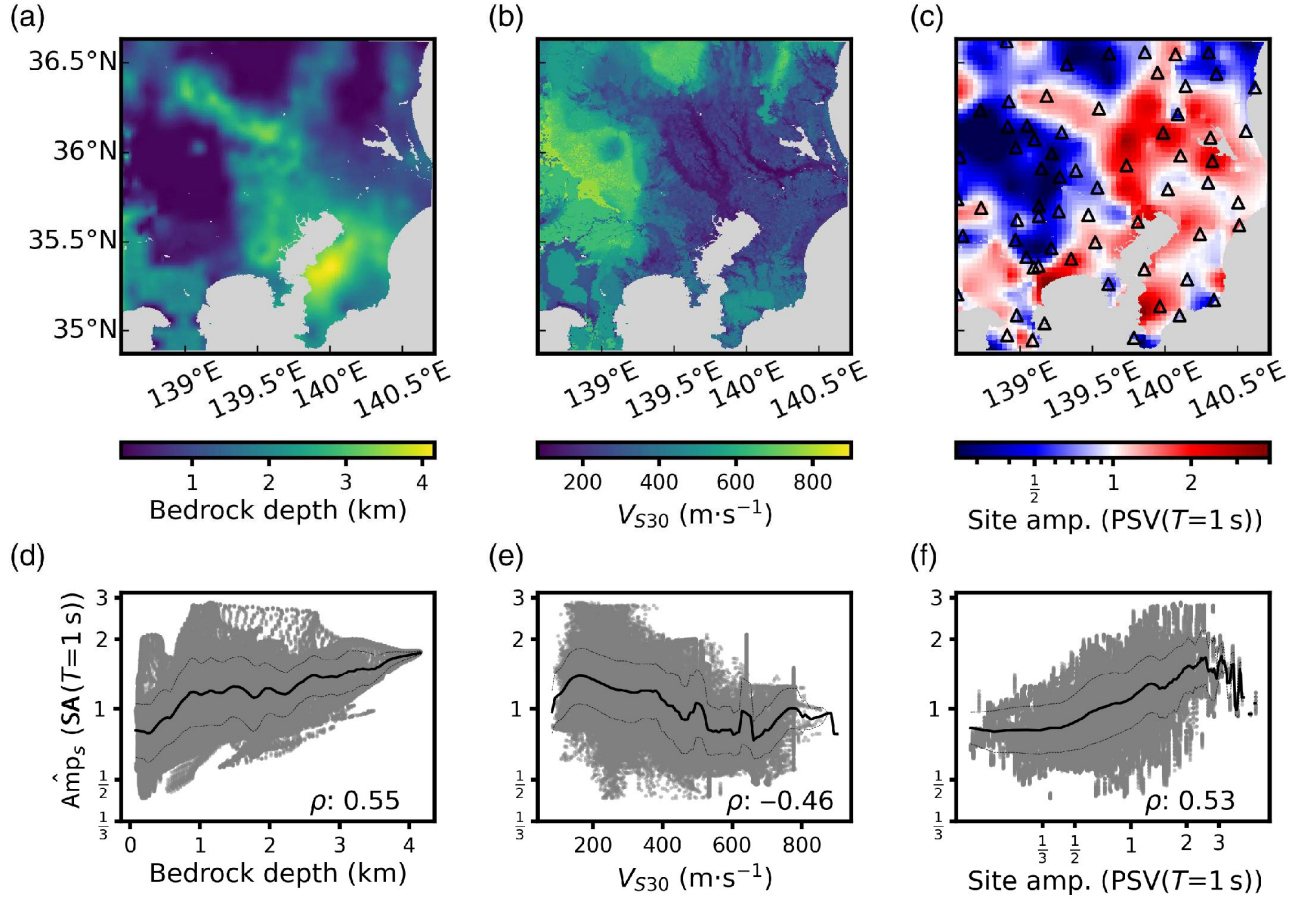 (a)
(b)
(c)
36.5°N
36°N
35.5°N
35°N
139°E
139.5°E
140°E
140.5°E
139°E
139.5°E
140°E
140.5°E
139°E
139.5°E
140°E
140.5°E
1 2 3 4
Bedrock depth (km)
200 400 600 800
V_{S30} (m·s⁻¹)
1/2 1 2
Site amp. (PSV(T=1 s))
(d)
(e)
(f)
Âmp_s (SA(T=1 s))
3
2
1
1/2
1/3
0 1 2 3 4
Bedrock depth (km)
ρ: 0.55
3
2
1
1/2
1/3
200 400 600 800
V_{S30} (m·s⁻¹)
ρ: −0.46
3
2
1
1/2
1/3
1/3 1/2 1 2 3
Site amp. (PSV(T=1 s))
ρ: 0.53